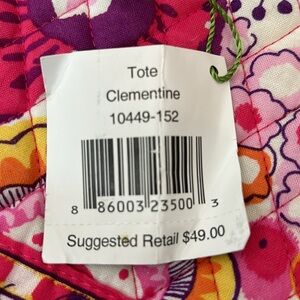 Tote
Clementine
10449-152
8 86003 23500 3
Suggested Retail $49.00